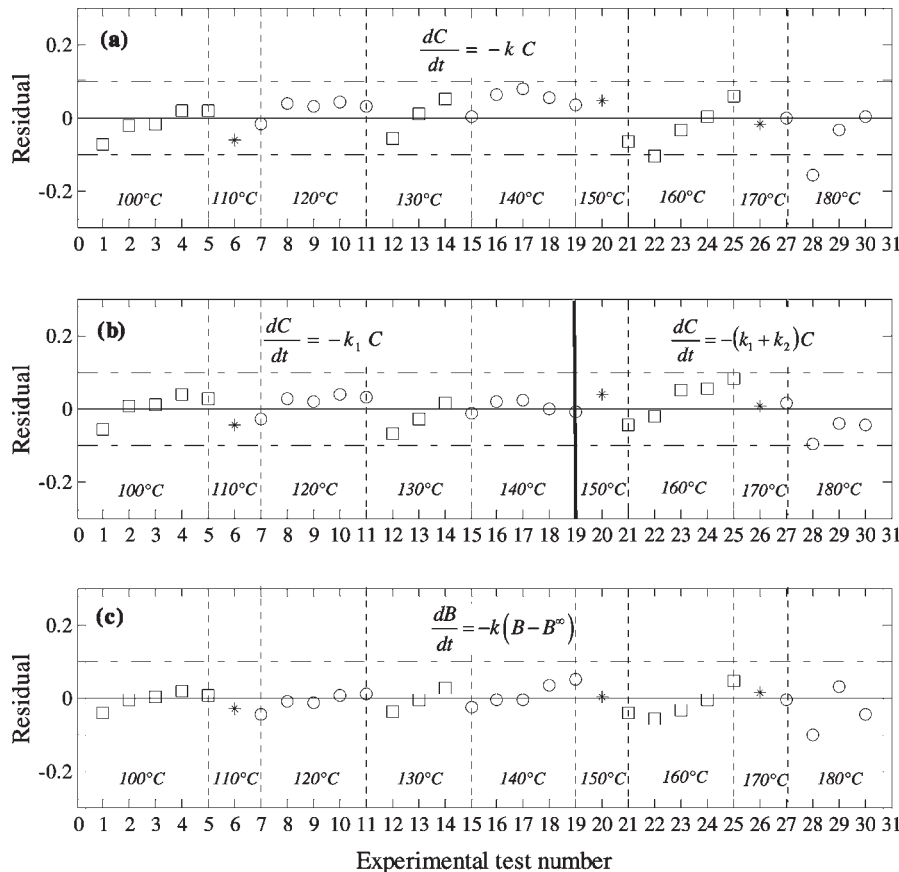 (a)
dC/dt = -k C
Residual
0.2
0
-0.2
100°C 110°C 120°C 130°C 140°C 150°C 160°C 170°C 180°C
0 1 2 3 4 5 6 7 8 9 10 11 12 13 14 15 16 17 18 19 20 21 22 23 24 25 26 27 28 29 30 31
(b)
dC/dt = -k₁ C
dC/dt = -(k₁ + k₂)C
Residual
0.2
0
-0.2
100°C 110°C 120°C 130°C 140°C 150°C 160°C 170°C 180°C
0 1 2 3 4 5 6 7 8 9 10 11 12 13 14 15 16 17 18 19 20 21 22 23 24 25 26 27 28 29 30 31
(c)
dB/dt = -k(B - B∞)
Residual
0.2
0
-0.2
100°C 110°C 120°C 130°C 140°C 150°C 160°C 170°C 180°C
0 1 2 3 4 5 6 7 8 9 10 11 12 13 14 15 16 17 18 19 20 21 22 23 24 25 26 27 28 29 30 31
Experimental test number